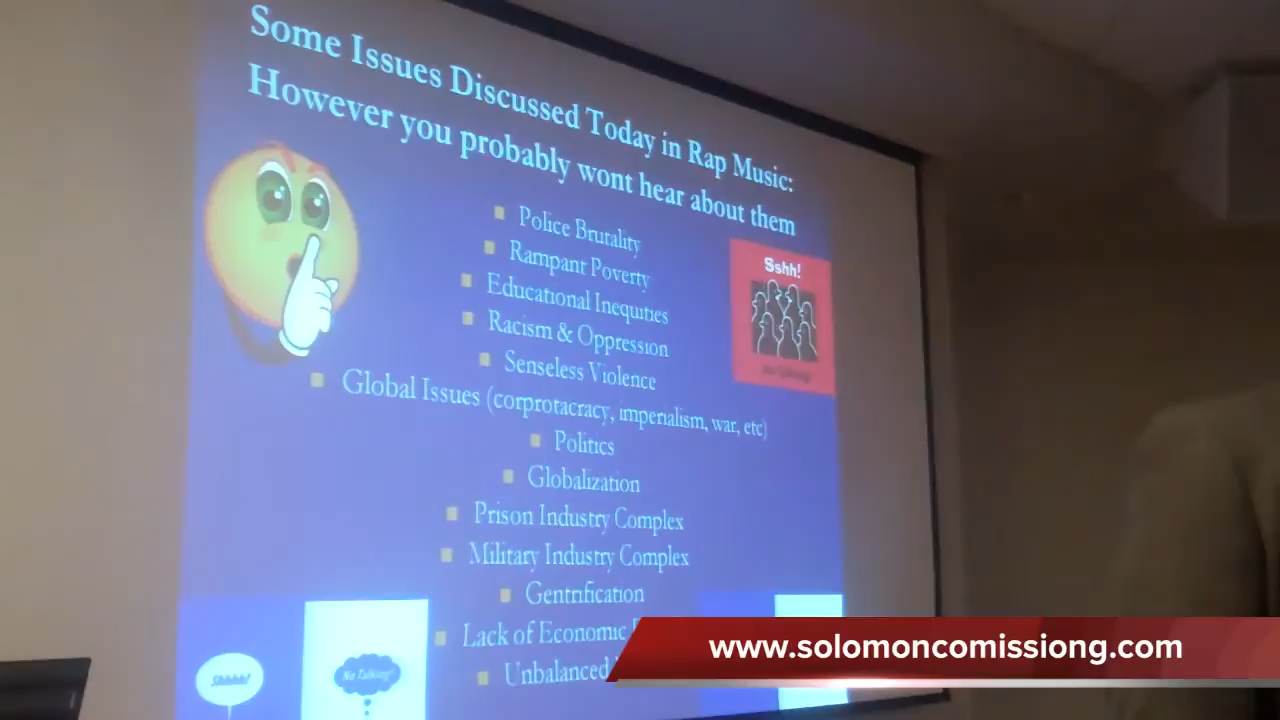 Some Issues Discussed Today in Rap Music:
However you probably wont hear about them
Police Brutality
Rampant Poverty
Educational Inequities
Racism & Oppression
Senseless Violence
Global Issues (corprotacracy, imperialism, war, etc)
Politics
Globalization
Prison Industry Complex
Military Industry Complex
Gentrification
Lack of Economic
Unbalanced
Sshh!
No Talking!
Shhhh!
No Talking!
www.solomoncomissiong.com